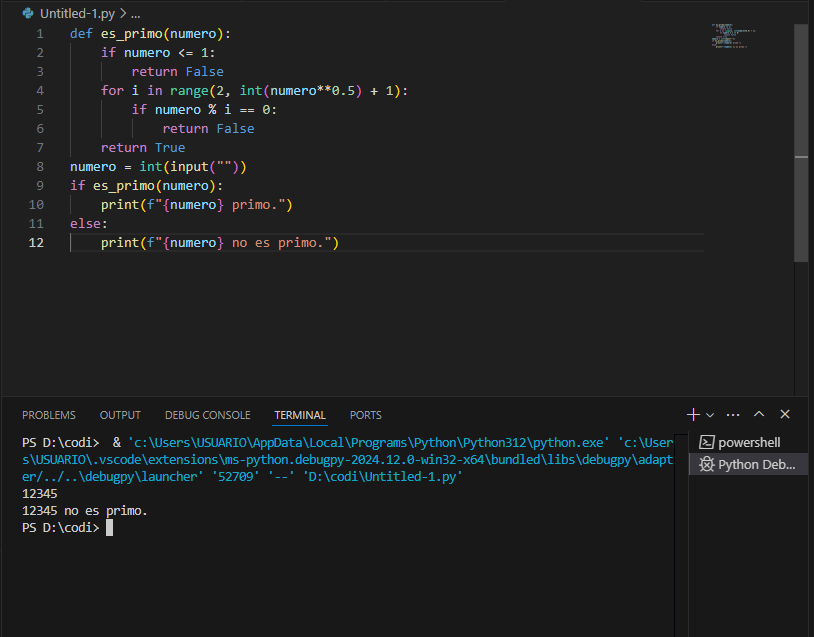 Untitled-1.py > ...
1 def es_primo(numero):
2     if numero <= 1:
3         return False
4     for i in range(2, int(numero**0.5) + 1):
5         if numero % i == 0:
6             return False
7     return True
8 numero = int(input(""))
9 if es_primo(numero):
10     print(f"{numero} primo.")
11 else:
12     print(f"{numero} no es primo.")
PROBLEMS OUTPUT DEBUG CONSOLE TERMINAL PORTS
PS D:\codi>  & 'c:\Users\USUARIO\AppData\Local\Programs\Python\Python312\python.exe' 'c:\User
s\USUARIO\.vscode\extensions\ms-python.debugpy-2024.12.0-win32-x64\bundled\libs\debugpy\adapt
er/../..\debugpy\launcher' '52709' '--' 'D:\codi\Untitled-1.py'
12345
12345 no es primo.
PS D:\codi>
powershell
Python Deb...